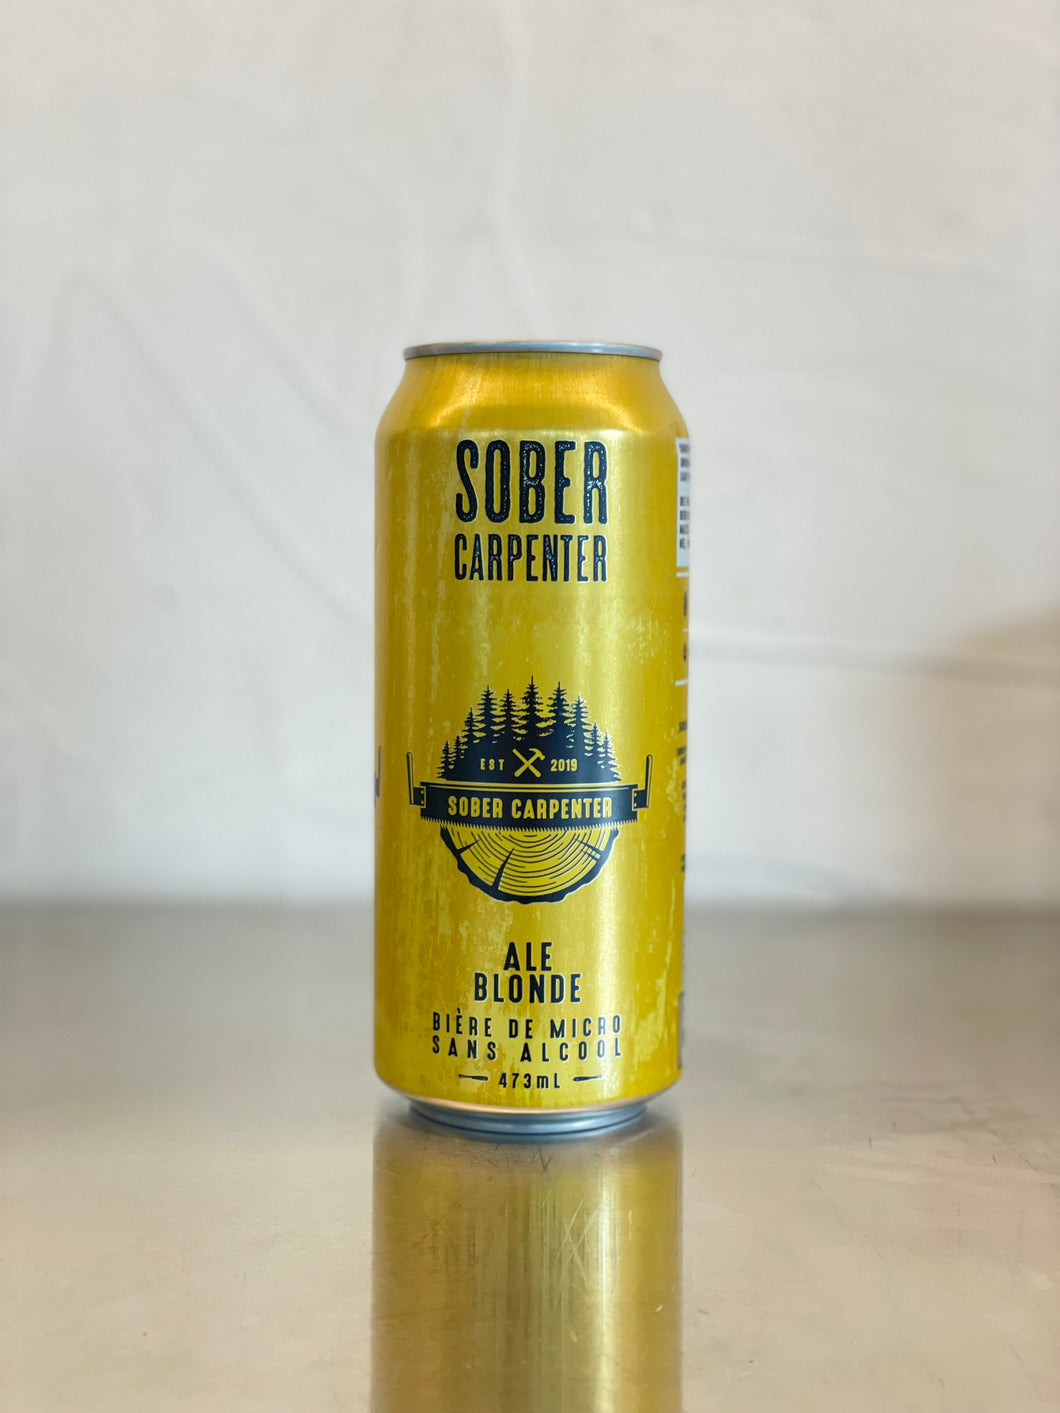 SOBER
CARPENTER
EST 2019
SOBER CARPENTER
ALE
BLONDE
BIÈRE DE MICRO
SANS ALCOOL
473mL